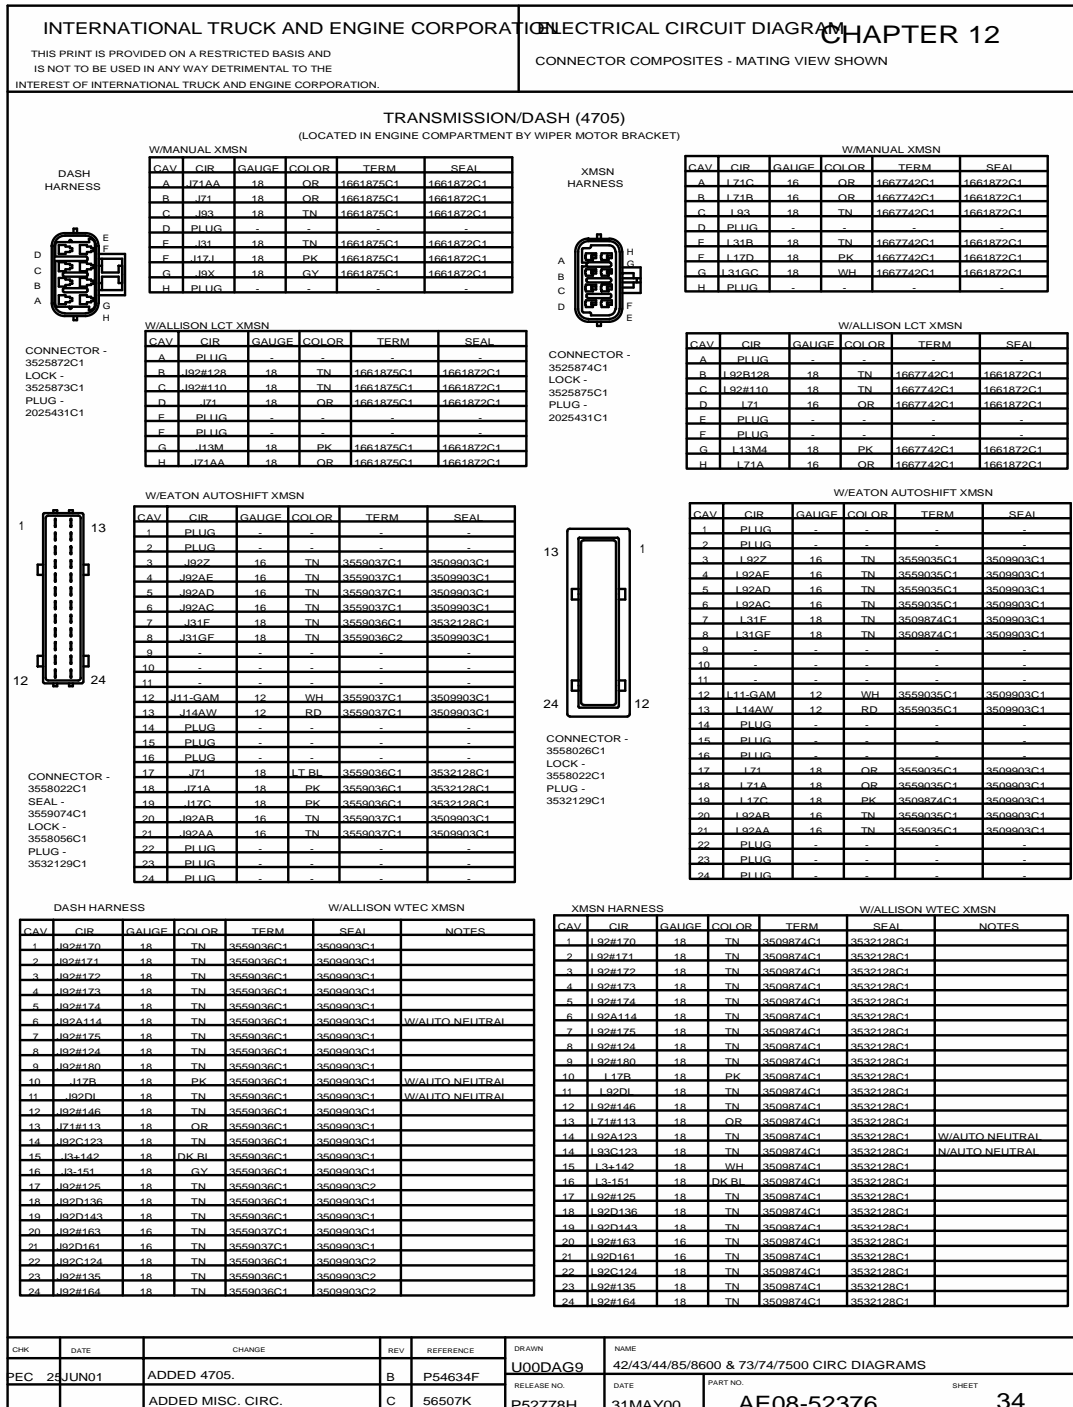 INTERNATIONAL TRUCK AND ENGINE CORPORATION
THIS PRINT IS PROVIDED ON A RESTRICTED BASIS AND
IS NOT TO BE USED IN ANY WAY DETRIMENTAL TO THE
INTEREST OF INTERNATIONAL TRUCK AND ENGINE CORPORATION.
ELECTRICAL CIRCUIT DIAGRAM
CHAPTER 12
CONNECTOR COMPOSITES - MATING VIEW SHOWN
TRANSMISSION/DASH (4705)
(LOCATED IN ENGINE COMPARTMENT BY WIPER MOTOR BRACKET)
DASH
HARNESS
D
C
B
A
E
F
G
H
CONNECTOR -
3525872C1
LOCK -
3525873C1
PLUG -
2025431C1
W/MANUAL XMSN
CAV CIR GAUGE COLOR TERM SEAL
A J71AA 18 OR 1661875C1 1661872C1
B J71 18 OR 1661875C1 1661872C1
C J93 18 TN 1661875C1 1661872C1
D PLUG - - - -
E J31 18 TN 1661875C1 1661872C1
F J17J 18 PK 1661875C1 1661872C1
G J9X 18 GY 1661875C1 1661872C1
H PLUG - - - -
W/ALLISON LCT XMSN
CAV CIR GAUGE COLOR TERM SEAL
A PLUG - - - -
B J92#128 18 TN 1661875C1 1661872C1
C J92#110 18 TN 1661875C1 1661872C1
D J71 18 OR 1661875C1 1661872C1
E PLUG - - - -
F PLUG - - - -
G J13M 18 PK 1661875C1 1661872C1
H J71AA 18 OR 1661875C1 1661872C1
XMSN
HARNESS
A
B
C
D
H
G
F
E
CONNECTOR -
3525874C1
LOCK -
3525875C1
PLUG -
2025431C1
W/MANUAL XMSN
CAV CIR GAUGE COLOR TERM SEAL
A L71C 16 OR 1667742C1 1661872C1
B L71B 16 OR 1667742C1 1661872C1
C L93 18 TN 1667742C1 1661872C1
D PLUG - - - -
E L31B 18 TN 1667742C1 1661872C1
F L17D 18 PK 1667742C1 1661872C1
G L31GC 18 WH 1667742C1 1661872C1
H PLUG - - - -
W/ALLISON LCT XMSN
CAV CIR GAUGE COLOR TERM SEAL
A PLUG - - - -
B L92B128 18 TN 1667742C1 1661872C1
C L92#110 18 TN 1667742C1 1661872C1
D L71 16 OR 1667742C1 1661872C1
E PLUG - - - -
F PLUG - - - -
G L13M4 18 PK 1667742C1 1661872C1
H L71A 16 OR 1667742C1 1661872C1
W/EATON AUTOSHIFT XMSN
1
13
12
24
CONNECTOR -
3558022C1
SEAL -
3559074C1
LOCK -
3558056C1
PLUG -
3532129C1
CAV CIR GAUGE COLOR TERM SEAL
1 PLUG - - - -
2 PLUG - - - -
3 J92Z 16 TN 3559037C1 3509903C1
4 J92AE 16 TN 3559037C1 3509903C1
5 J92AD 16 TN 3559037C1 3509903C1
6 J92AC 16 TN 3559037C1 3509903C1
7 J31F 18 TN 3559036C1 3532128C1
8 J31GF 18 TN 3559036C2 3509903C1
9 - - - - -
10 - - - - -
11 - - - - -
12 J11-GAM 12 WH 3559037C1 3509903C1
13 J14AW 12 RD 3559037C1 3509903C1
14 PLUG - - - -
15 PLUG - - - -
16 PLUG - - - -
17 J71 18 LT BL 3559036C1 3532128C1
18 J71A 18 PK 3559036C1 3532128C1
19 J17C 18 PK 3559036C1 3532128C1
20 J92AB 16 TN 3559037C1 3509903C1
21 J92AA 16 TN 3559037C1 3509903C1
22 PLUG - - - -
23 PLUG - - - -
24 PLUG - - - -
W/EATON AUTOSHIFT XMSN
13
1
24
12
CONNECTOR -
3558026C1
LOCK -
3558022C1
PLUG -
3532129C1
CAV CIR GAUGE COLOR TERM SEAL
1 PLUG - - - -
2 PLUG - - - -
3 L92Z 16 TN 3559035C1 3509903C1
4 L92AE 16 TN 3559035C1 3509903C1
5 L92AD 16 TN 3559035C1 3509903C1
6 L92AC 16 TN 3559035C1 3509903C1
7 L31F 18 TN 3509874C1 3509903C1
8 L31GF 18 TN 3509874C1 3509903C1
9 - - - - -
10 - - - - -
11 - - - - -
12 L11-GAM 12 WH 3559035C1 3509903C1
13 L14AW 12 RD 3559035C1 3509903C1
14 PLUG - - - -
15 PLUG - - - -
16 PLUG - - - -
17 L71 18 OR 3559035C1 3509903C1
18 L71A 18 OR 3559035C1 3509903C1
19 L17C 18 PK 3509874C1 3509903C1
20 L92AB 16 TN 3559035C1 3509903C1
21 L92AA 16 TN 3559035C1 3509903C1
22 PLUG - - - -
23 PLUG - - - -
24 PLUG - - - -
DASH HARNESS W/ALLISON WTEC XMSN
CAV CIR GAUGE COLOR TERM SEAL NOTES
1 J92#170 18 TN 3559036C1 3509903C1
2 J92#171 18 TN 3559036C1 3509903C1
3 J92#172 18 TN 3559036C1 3509903C1
4 J92#173 18 TN 3559036C1 3509903C1
5 J92#174 18 TN 3559036C1 3509903C1
6 J92A114 18 TN 3559036C1 3509903C1 W/AUTO NEUTRAL
7 J92#175 18 TN 3559036C1 3509903C1
8 J92#124 18 TN 3559036C1 3509903C1
9 J92#180 18 TN 3559036C1 3509903C1
10 J17B 18 PK 3559036C1 3509903C1 W/AUTO NEUTRAL
11 J92DL 18 TN 3559036C1 3509903C1 W/AUTO NEUTRAL
12 J92#146 18 TN 3559036C1 3509903C1
13 J71#113 18 OR 3559036C1 3509903C1
14 J92C123 18 TN 3559036C1 3509903C1
15 J3+142 18 DK BL 3559036C1 3509903C1
16 J3-151 18 GY 3559036C1 3509903C1
17 J92#125 18 TN 3559036C1 3509903C2
18 J92D136 18 TN 3559036C1 3509903C1
19 J92D143 18 TN 3559036C1 3509903C1
20 J92#163 16 TN 3559037C1 3509903C1
21 J92D161 16 TN 3559037C1 3509903C1
22 J92C124 18 TN 3559036C1 3509903C2
23 J92#135 18 TN 3559036C1 3509903C2
24 J92#164 18 TN 3559036C1 3509903C2
XMSN HARNESS W/ALLISON WTEC XMSN
CAV CIR GAUGE COLOR TERM SEAL NOTES
1 L92#170 18 TN 3509874C1 3532128C1
2 L92#171 18 TN 3509874C1 3532128C1
3 L92#172 18 TN 3509874C1 3532128C1
4 L92#173 18 TN 3509874C1 3532128C1
5 L92#174 18 TN 3509874C1 3532128C1
6 L92A114 18 TN 3509874C1 3532128C1
7 L92#175 18 TN 3509874C1 3532128C1
8 L92#124 18 TN 3509874C1 3532128C1
9 L92#180 18 TN 3509874C1 3532128C1
10 L17B 18 PK 3509874C1 3532128C1
11 L92DL 18 TN 3509874C1 3532128C1
12 L92#146 18 TN 3509874C1 3532128C1
13 L71#113 18 OR 3509874C1 3532128C1
14 L92A123 18 TN 3509874C1 3532128C1 W/AUTO NEUTRAL
14 L93C123 18 TN 3509874C1 3532128C1 N/AUTO NEUTRAL
15 L3+142 18 WH 3509874C1 3532128C1
16 L3-151 18 DK BL 3509874C1 3532128C1
17 L92#125 18 TN 3509874C1 3532128C1
18 L92D136 18 TN 3509874C1 3532128C1
19 L92D143 18 TN 3509874C1 3532128C1
20 L92#163 16 TN 3509874C1 3532128C1
21 L92D161 16 TN 3509874C1 3532128C1
22 L92C124 18 TN 3509874C1 3532128C1
23 L92#135 18 TN 3509874C1 3532128C1
24 L92#164 18 TN 3509874C1 3532128C1
CHK DATE CHANGE REV REFERENCE
PEC 25JUN01 ADDED 4705. B P54634F
ADDED MISC. CIRC. C 56507K
DRAWN
U00DAG9
NAME
42/43/44/85/8600 & 73/74/7500 CIRC DIAGRAMS
RELEASE NO.
P52778H
DATE
31MAY00
PART NO.
AE08-52376
SHEET
34